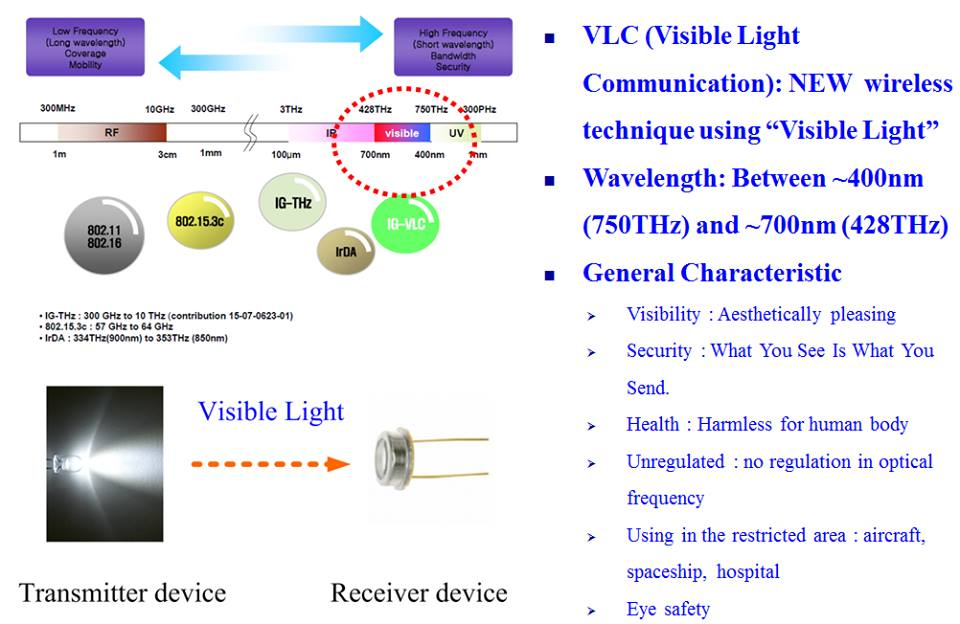 Low Frequency
(Long wavelength)
Coverage
Mobility
High Frequency
(Short wavelength)
Bandwidth
Security
300MHz 10GHz 300GHz 3THz 428THz 750THz 300PHz
RF IR visible UV
1m 3cm 1mm 100μm 700nm 400nm 1nm
802.11
802.16
802.15.3c
IG-THz
IrDA
IG-VLC
• IG-THz : 300 GHz to 10 THz (contribution 15-07-0623-01)
• 802.15.3c : 57 GHz to 64 GHz
• IrDA : 334THz(900nm) to 353THz (850nm)
Visible Light
Transmitter device
Receiver device
■ VLC (Visible Light
Communication): NEW wireless
technique using “Visible Light”
■ Wavelength: Between ~400nm
(750THz) and ~700nm (428THz)
■ General Characteristic
➢ Visibility : Aesthetically pleasing
➢ Security : What You See Is What You
Send.
➢ Health : Harmless for human body
➢ Unregulated : no regulation in optical
frequency
➢ Using in the restricted area : aircraft,
spaceship, hospital
➢ Eye safety